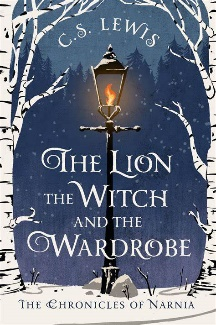 C.S. LEWIS
THE LION
THE WITCH
AND THE
WARDROBE
THE CHRONICLES OF NARNIA